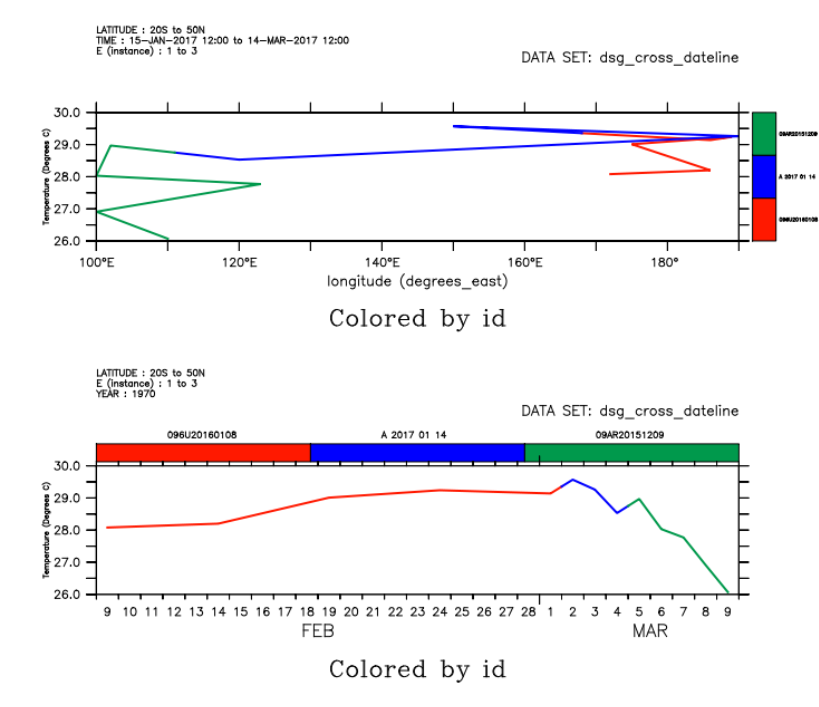 LATITUDE : 20S to 50N
TIME : 15-JAN-2017 12:00 to 14-MAR-2017 12:00
E (instance) : 1 to 3
DATA SET: dsg_cross_dateline
30.0
29.0
28.0
27.0
26.0
Temperature (Degrees C)
09AR20151209
A 2017 01 14
096U20160108
100°E 120°E 140°E 160°E 180°
longitude (degrees_east)
Colored by id
LATITUDE : 20S to 50N
E (instance) : 1 to 3
YEAR : 1970
DATA SET: dsg_cross_dateline
096U20160108 A 2017 01 14 09AR20151209
30.0
29.0
28.0
27.0
26.0
Temperature (Degrees C)
9 10 11 12 13 14 15 16 17 18 19 20 21 22 23 24 25 26 27 28 1 2 3 4 5 6 7 8 9
FEB MAR
Colored by id